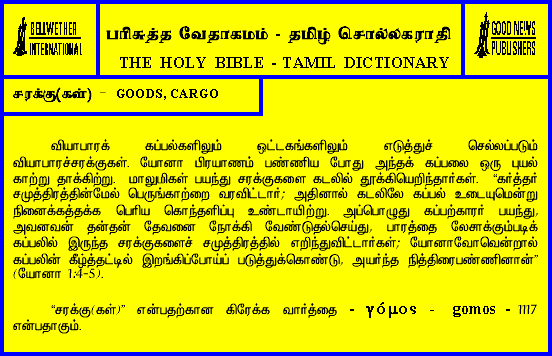 BELLWETHER
INTERNATIONAL
பரிசுத்த வேதாகமம் - தமிழ் சொல்லகராதி
THE HOLY BIBLE - TAMIL DICTIONARY
GOOD NEWS
PUBLISHERS
சரக்கு(கள்) - GOODS, CARGO
வியாபாரக் கப்பல்களிலும் ஒட்டகங்களிலும் எடுத்துச் செல்லப்படும்
வியாபாரச்சரக்குகள். யோனா பிரயாணம் பண்ணிய போது அந்தக் கப்பலை ஒரு புயல்
காற்று தாக்கிற்று. மாலுமிகள் பயந்து சரக்குகளை கடலில் தூக்கியெறிந்தார்கள். "கர்த்தர்
சமுத்திரத்தின்மேல் பெருங்காற்றை வரவிட்டார்; அதினால் கடலிலே கப்பல் உடையுமென்று
நினைக்கத்தக்க பெரிய கொந்தளிப்பு உண்டாயிற்று. அப்பொழுது கப்பற்காரர் பயந்து,
அவனவன் தன்தன் தேவனை நோக்கி வேண்டுதல்செய்து, பாரத்தை லேசாக்கும்படிக்
கப்பலில் இருந்த சரக்குகளைச் சமுத்திரத்தில் எறிந்துவிட்டார்கள்; யோனாவோவென்றால்
கப்பலின் கீழ்த்தட்டில் இறங்கிப்போய்ப் படுத்துக்கொண்டு, அயர்ந்த நித்திரைபண்ணினான்"
(யோனா 1:4-5).
"சரக்கு(கள்)" என்பதற்கான கிரேக்க வார்த்தை - γόμος - gomos - 1117
என்பதாகும்.